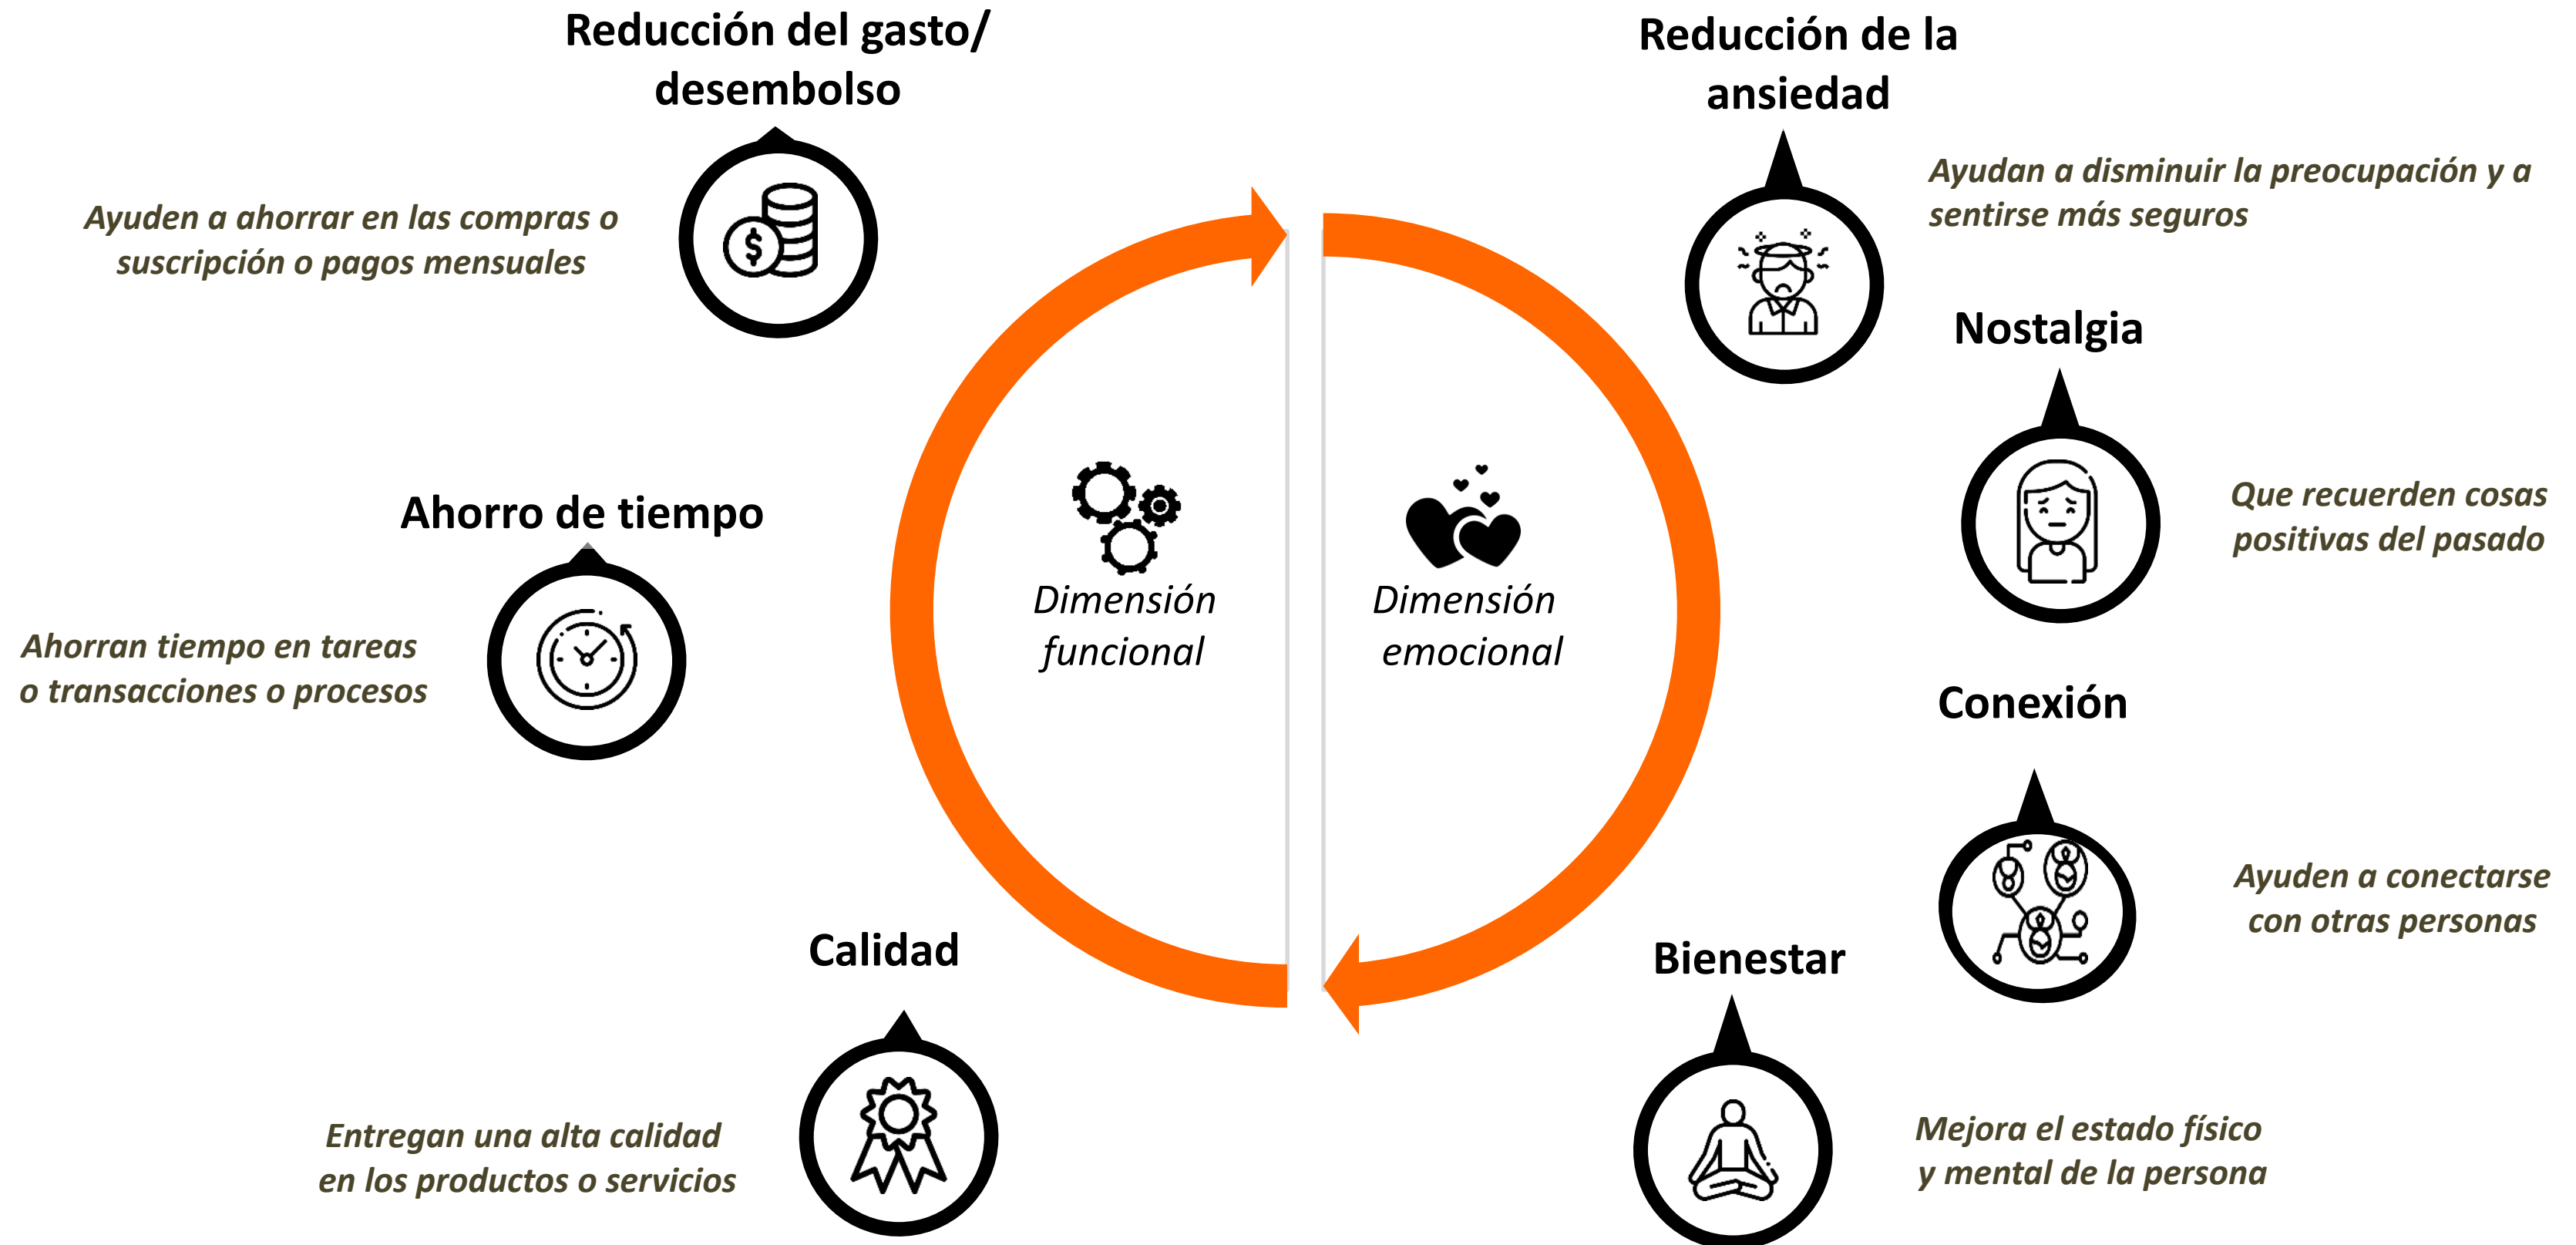 Reducción del gasto/
desembolso
Ayuden a ahorrar en las compras o
suscripción o pagos mensuales
$
Ahorro de tiempo
Ahorran tiempo en tareas
o transacciones o procesos
Calidad
Entregan una alta calidad
en los productos o servicios
Dimensión
funcional
Dimensión
emocional
Reducción de la
ansiedad
Ayudan a disminuir la preocupación y a
sentirse más seguros
Nostalgia
Que recuerden cosas
positivas del pasado
Conexión
Ayuden a conectarse
con otras personas
Bienestar
Mejora el estado físico
y mental de la persona